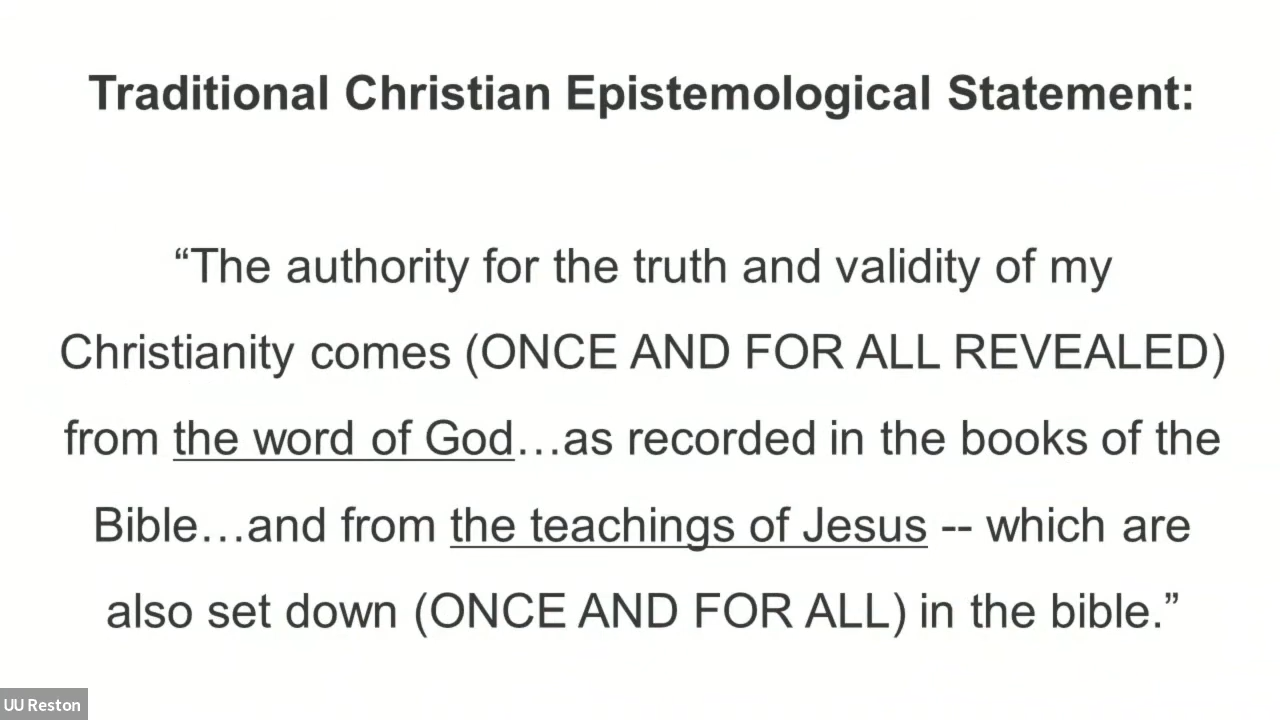 Traditional Christian Epistemological Statement:
“The authority for the truth and validity of my
Christianity comes (ONCE AND FOR ALL REVEALED)
from the word of God…as recorded in the books of the
Bible…and from the teachings of Jesus -- which are
also set down (ONCE AND FOR ALL) in the bible.”
UU Reston